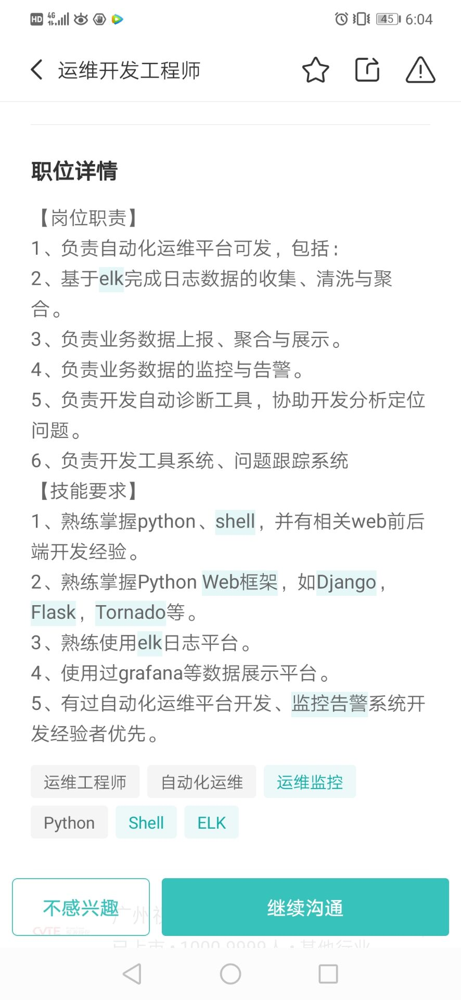 HD 4G 45 6:04
运维开发工程师
职位详情
【岗位职责】
1、负责自动化运维平台可发，包括：
2、基于elk完成日志数据的收集、清洗与聚
合。
3、负责业务数据上报、聚合与展示。
4、负责业务数据的监控与告警。
5、负责开发自动诊断工具，协助开发分析定位
问题。
6、负责开发工具系统、问题跟踪系统
【技能要求】
1、熟练掌握python、shell，并有相关web前后
端开发经验。
2、熟练掌握Python Web框架，如Django，
Flask，Tornado等。
3、熟练使用elk日志平台。
4、使用过grafana等数据展示平台。
5、有过自动化运维平台开发、监控告警系统开
发经验者优先。
运维工程师 自动化运维 运维监控
Python Shell ELK
不感兴趣 继续沟通
广州视
CVTE
已上市·1000-9999人·其他行业